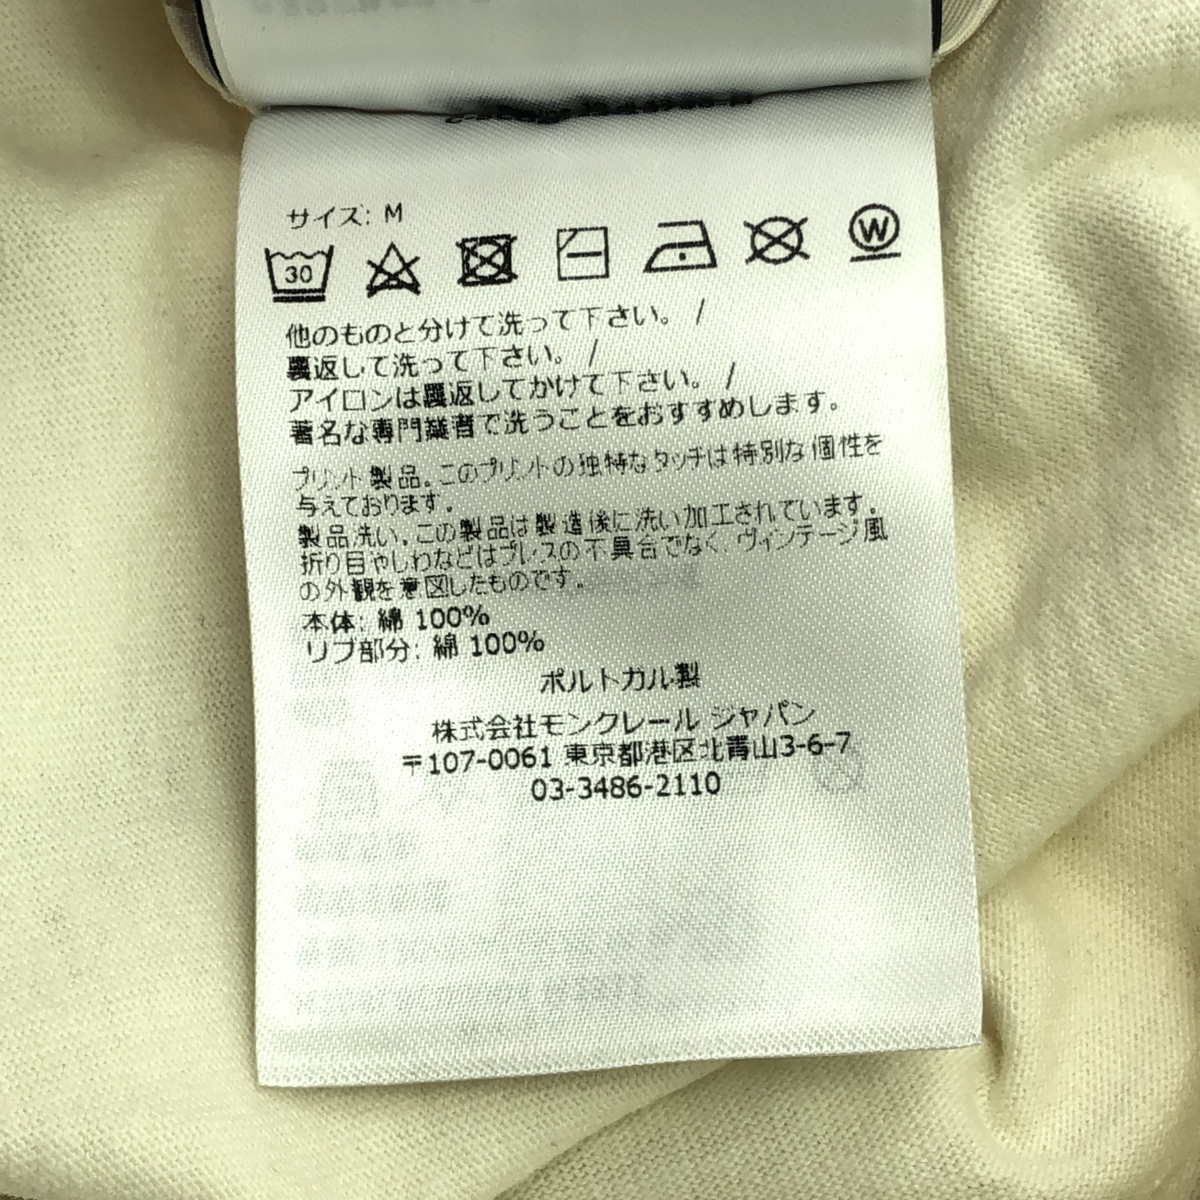 サイズ: M
30
W
他のものと分けて洗って下さい。 /
裏返して洗って下さい。 /
アイロンは裏返してかけて下さい。 /
著名な専門業者で洗うことをおすすめします。
プリント製品。このプリントの独特なタッチは特別な個性を
与えております。
製品洗い。この製品は製造後に洗い加工されています。
折り目やしわなどはプレスの不具合でなく、ヴィンテージ風
の外観を意図したものです。
本体: 綿 100%
リブ部分: 綿 100%
ポルトガル製
株式会社モンクレール ジャパン
〒107-0061 東京都港区北青山3-6-7
03-3486-2110